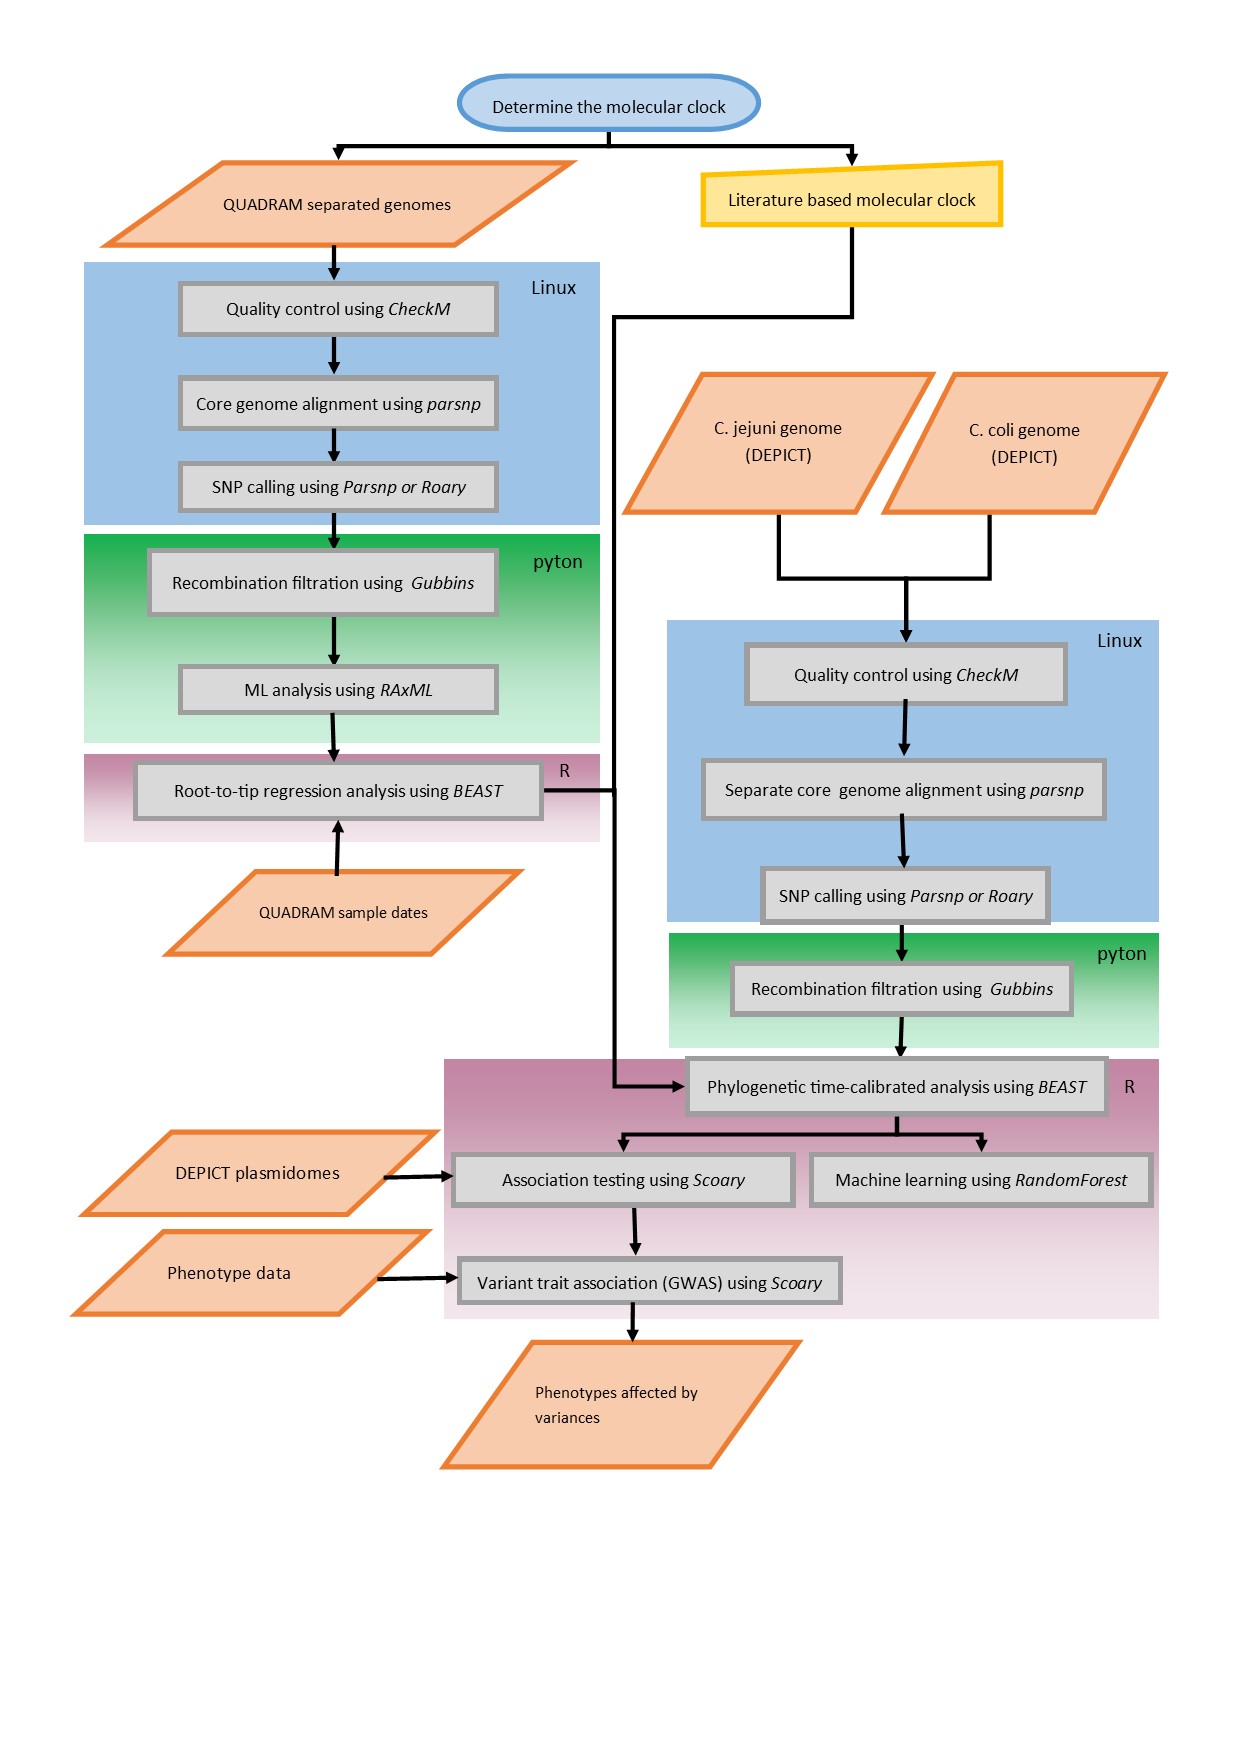 Determine the molecular clock
QUADRAM separated genomes
Literature based molecular clock
Linux
Quality control using CheckM
Core genome alignment using parsnp
SNP calling using Parsnp or Roary
pyton
Recombination filtration using Gubbins
ML analysis using RAxML
R
Root-to-tip regression analysis using BEAST
QUADRAM sample dates
C. jejuni genome
(DEPICT)
C. coli genome
(DEPICT)
Linux
Quality control using CheckM
Separate core genome alignment using parsnp
SNP calling using Parsnp or Roary
pyton
Recombination filtration using Gubbins
Phylogenetic time-calibrated analysis using BEAST
R
DEPICT plasmidomes
Association testing using Scoary
Machine learning using RandomForest
Phenotype data
Variant trait association (GWAS) using Scoary
Phenotypes affected by
variances